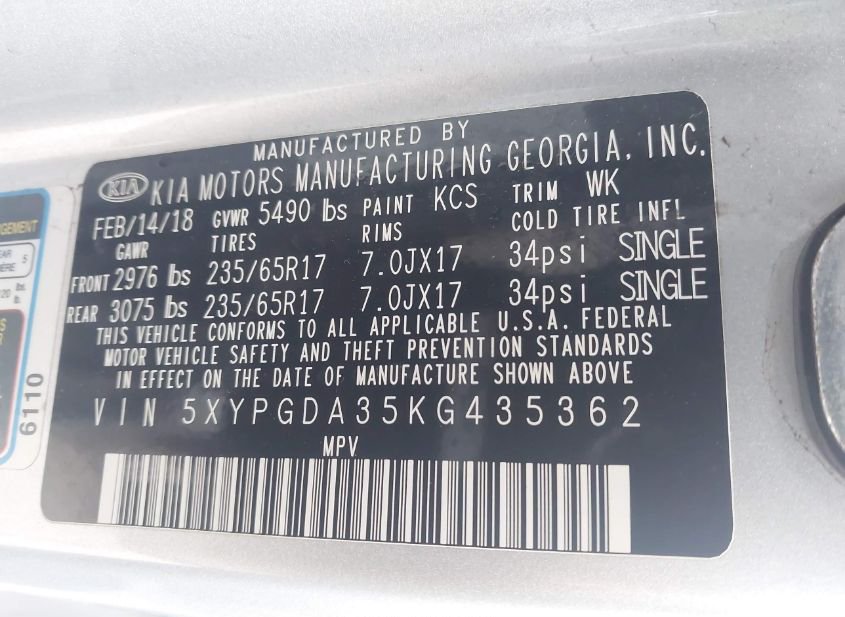 MANUFACTURED BY
KIA KIA MOTORS MANUFACTURING GEORGIA, INC.
FEB/14/18 GVWR 5490 lbs PAINT KCS TRIM WK
GAWR TIRES RIMS COLD TIRE INFL
FRONT 2976 lbs 235/65R17 7.0JX17 34psi SINGLE
REAR 3075 lbs 235/65R17 7.0JX17 34psi SINGLE
THIS VEHICLE CONFORMS TO ALL APPLICABLE U.S.A. FEDERAL
MOTOR VEHICLE SAFETY AND THEFT PREVENTION STANDARDS
IN EFFECT ON THE DATE OF MANUFACTURE SHOWN ABOVE
VIN 5XYPGDA35KG435362
MPV
5
lbs.
6110